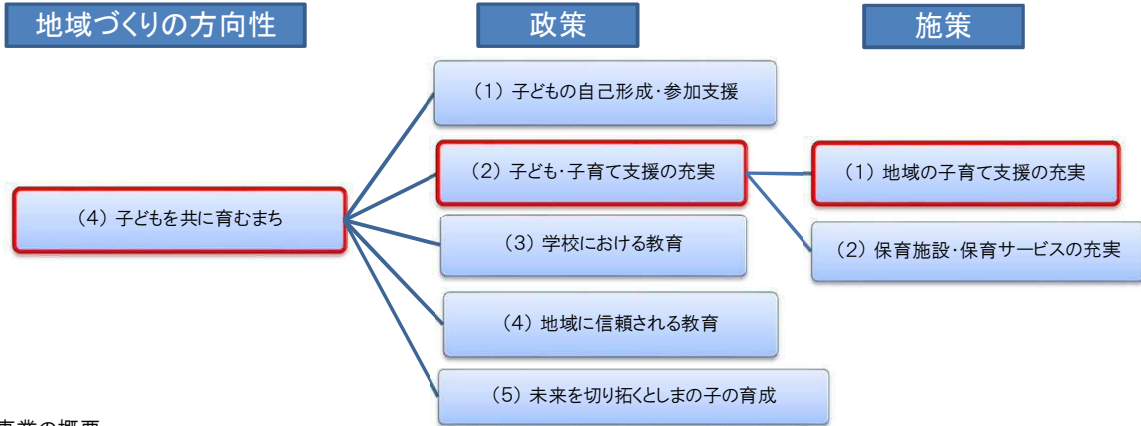 地域づくりの方向性
政策
施策
(1) 子どもの自己形成・参加支援
(2) 子ども・子育て支援の充実
(1) 地域の子育て支援の充実
(4) 子どもを共に育むまち
(3) 学校における教育
(2) 保育施設・保育サービスの充実
(4) 地域に信頼される教育
(5) 未来を切り拓くとしまの子の育成
事業の概要